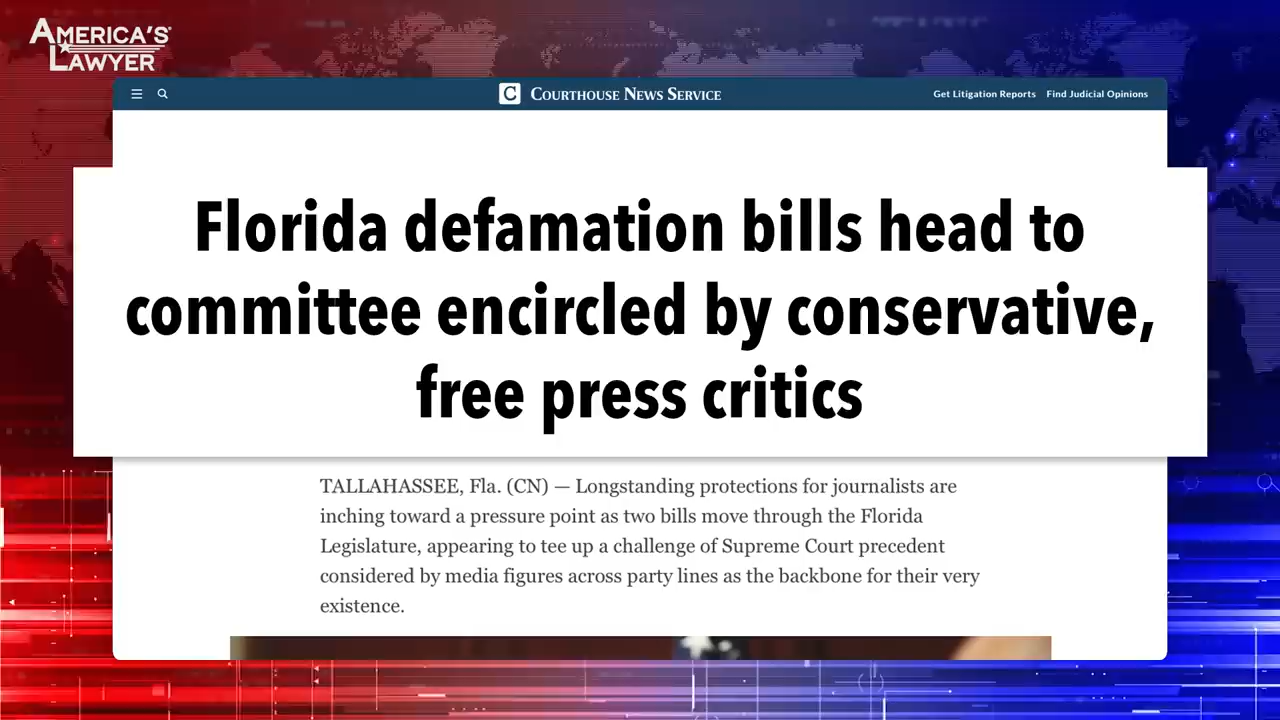 AMERICA'S
LAWYER
C COURTHOUSE NEWS SERVICE
Get Litigation Reports Find Judicial Opinions
Florida defamation bills head to
committee encircled by conservative,
free press critics
TALLAHASSEE, Fla. (CN) — Longstanding protections for journalists are
inching toward a pressure point as two bills move through the Florida
Legislature, appearing to tee up a challenge of Supreme Court precedent
considered by media figures across party lines as the backbone for their very
existence.